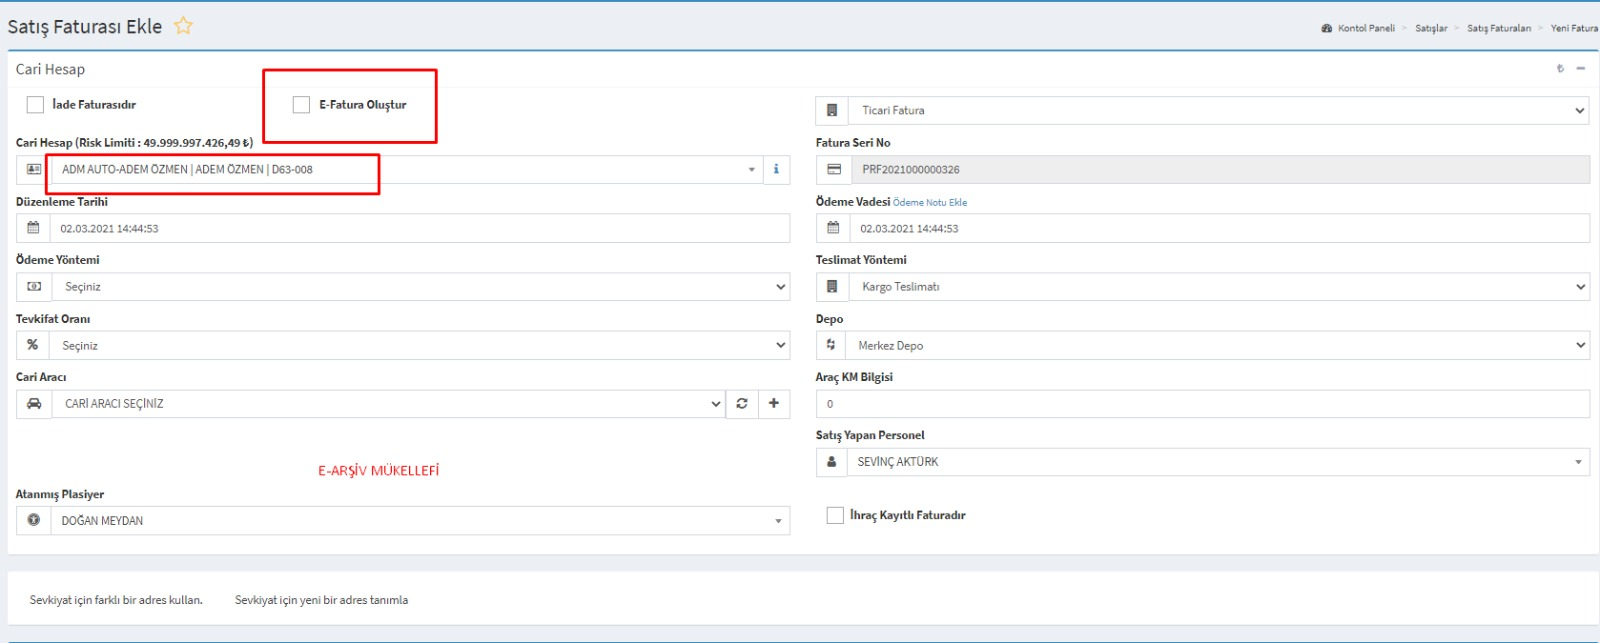 Satış Faturası Ekle
Kontol Paneli > Satışlar > Satış Faturaları > Yeni Fatura
Cari Hesap
İade Faturasıdır
E-Fatura Oluştur
Ticari Fatura
Cari Hesap (Risk Limiti : 49.999.997.426,49 ₺)
Fatura Seri No
ADM AUTO-ADEM ÖZMEN | ADEM ÖZMEN | D63-008
PRF2021000000326
Düzenleme Tarihi
Ödeme Vadesi Ödeme Notu Ekle
02.03.2021 14:44:53
02.03.2021 14:44:53
Ödeme Yöntemi
Teslimat Yöntemi
Seçiniz
Kargo Teslimatı
Tevkifat Oranı
Depo
% Seçiniz
Merkez Depo
Cari Aracı
Araç KM Bilgisi
CARİ ARACI SEÇİNİZ
0
Satış Yapan Personel
SEVİNÇ AKTÜRK
E-ARŞİV MÜKELLEFİ
Atanmış Plasiyer
DOĞAN MEYDAN
İhraç Kayıtlı Faturadır
Sevkiyat için farklı bir adres kullan.
Sevkiyat için yeni bir adres tanımla